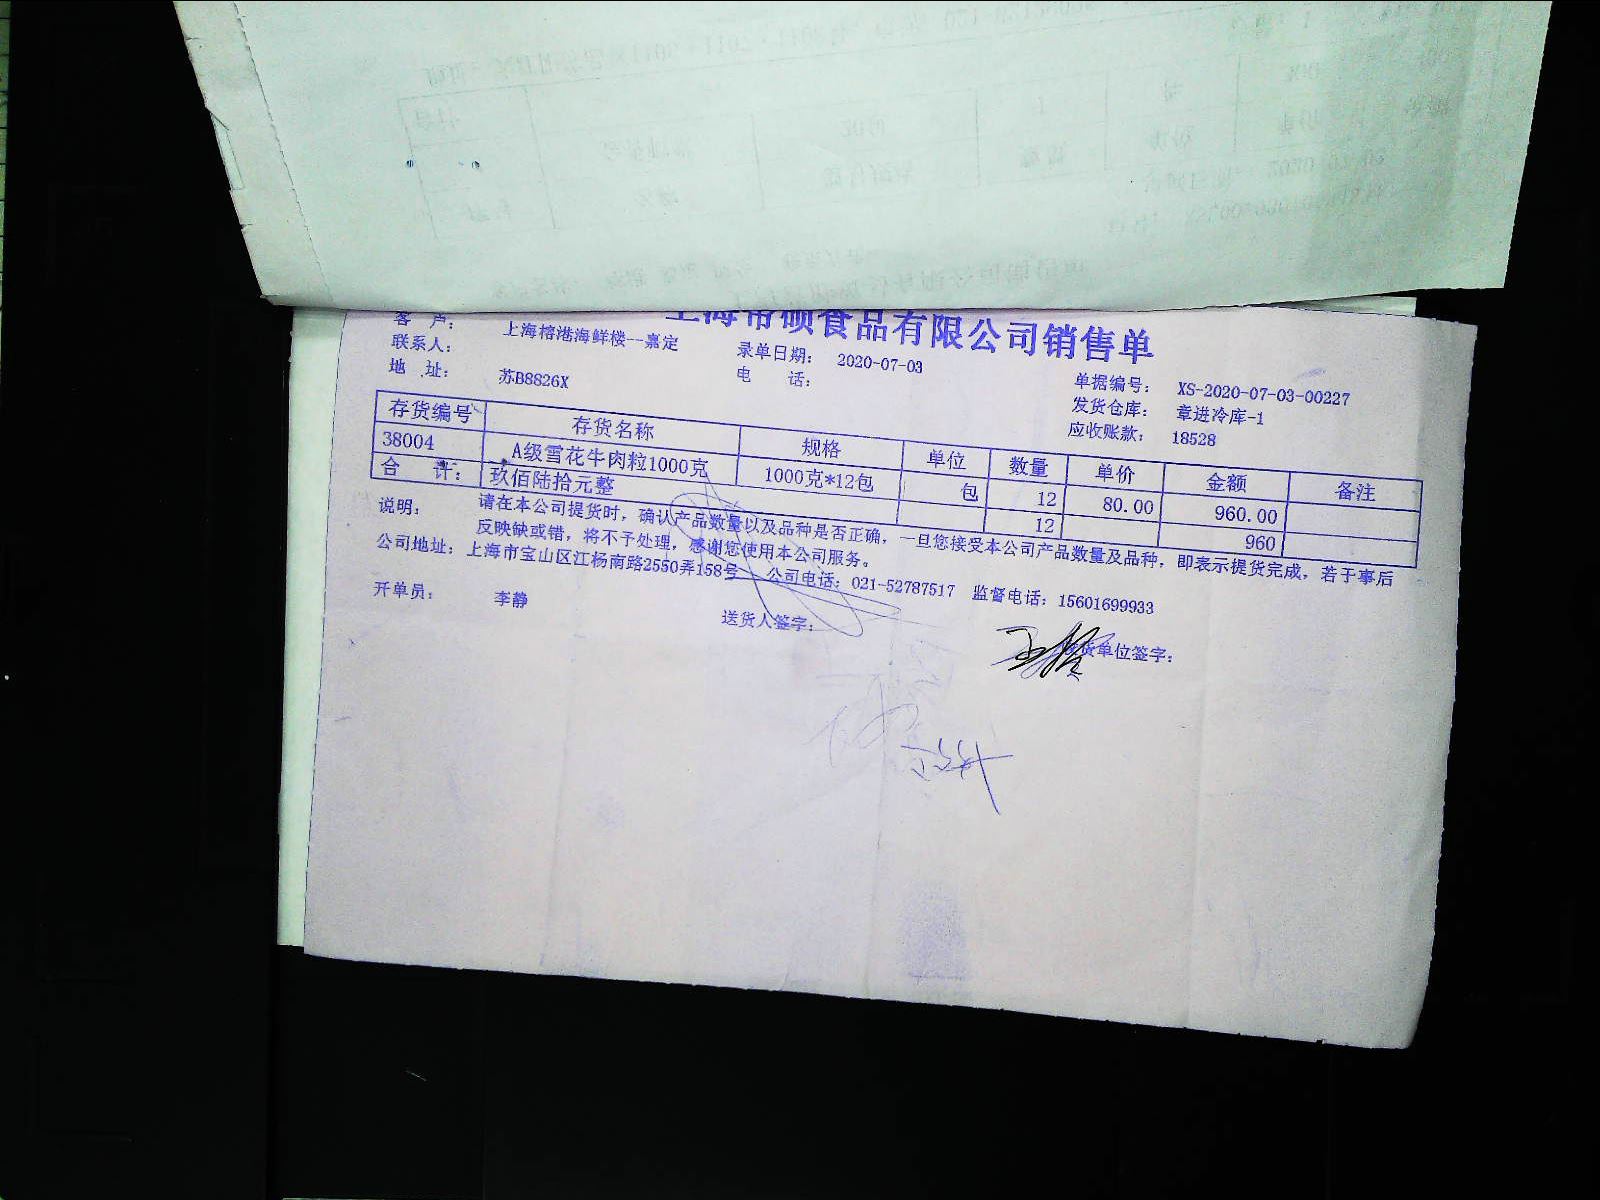 上海帝硕食品有限公司销售单
客 户： 上海榕港海鲜楼--嘉定
联系人： 录单日期： 2020-07-03 单据编号： XS-2020-07-03-00227
地 址： 苏B8826X 电 话： 发货仓库： 章进冷库-1
应收账款： 18528
存货编号 存货名称 规格 单位 数量 单价 金额 备注
38004 A级雪花牛肉粒1000克 1000克*12包 包 12 80.00 960.00
合 计： 玖佰陆拾元整 12 960
说明： 请在本公司提货时，确认产品数量以及品种是否正确，一旦您接受本公司产品数量及品种，即表示提货完成，若于事后
反映缺或错，将不予处理，感谢您使用本公司服务。
公司地址： 上海市宝山区江杨南路2550弄158号 公司电话：021-52787517 监督电话：15601699933
开单员： 李静 送货人签字： 货单位签字：